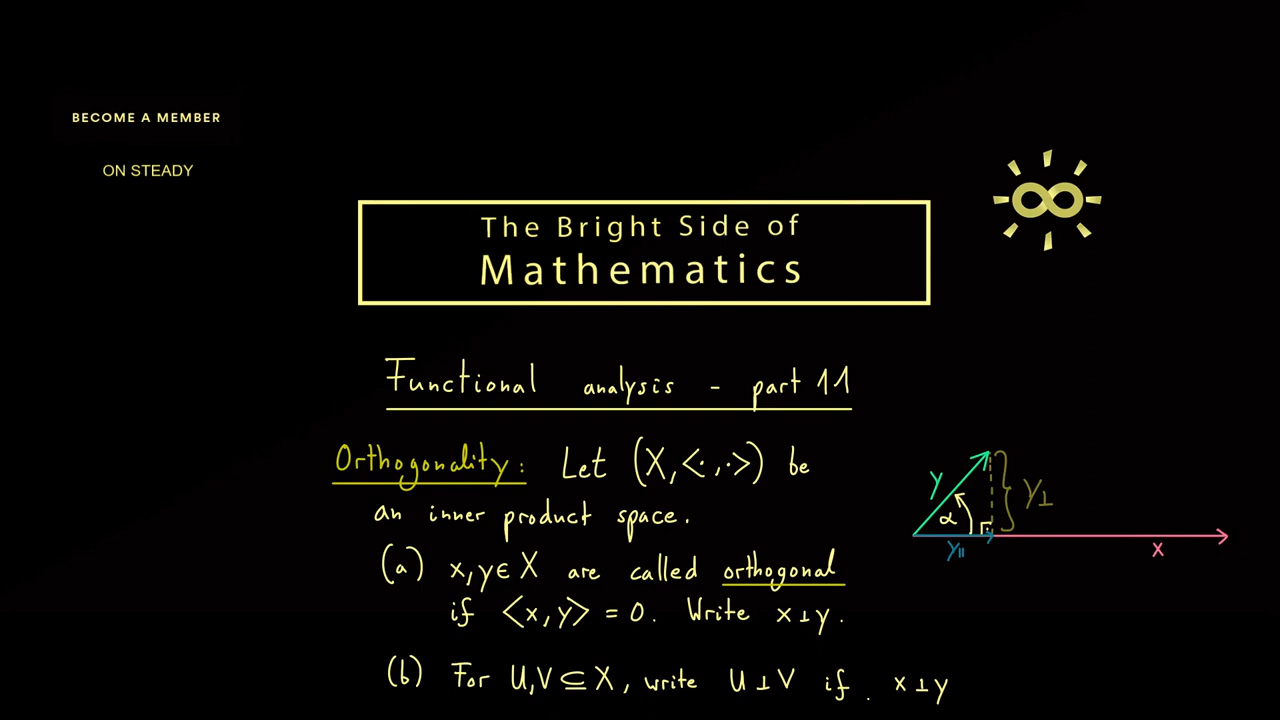 BECOME A MEMBER
ON STEADY
The Bright Side of
Mathematics
Functional analysis - part 11
Orthogonality: Let (X,<·,·>) be
an inner product space.
(a) x,y∈X are called orthogonal
if <x,y> = 0. Write x⊥y.
(b) For U,V⊆X, write U⊥V if x⊥y
y
α
y⊥
y∥
x